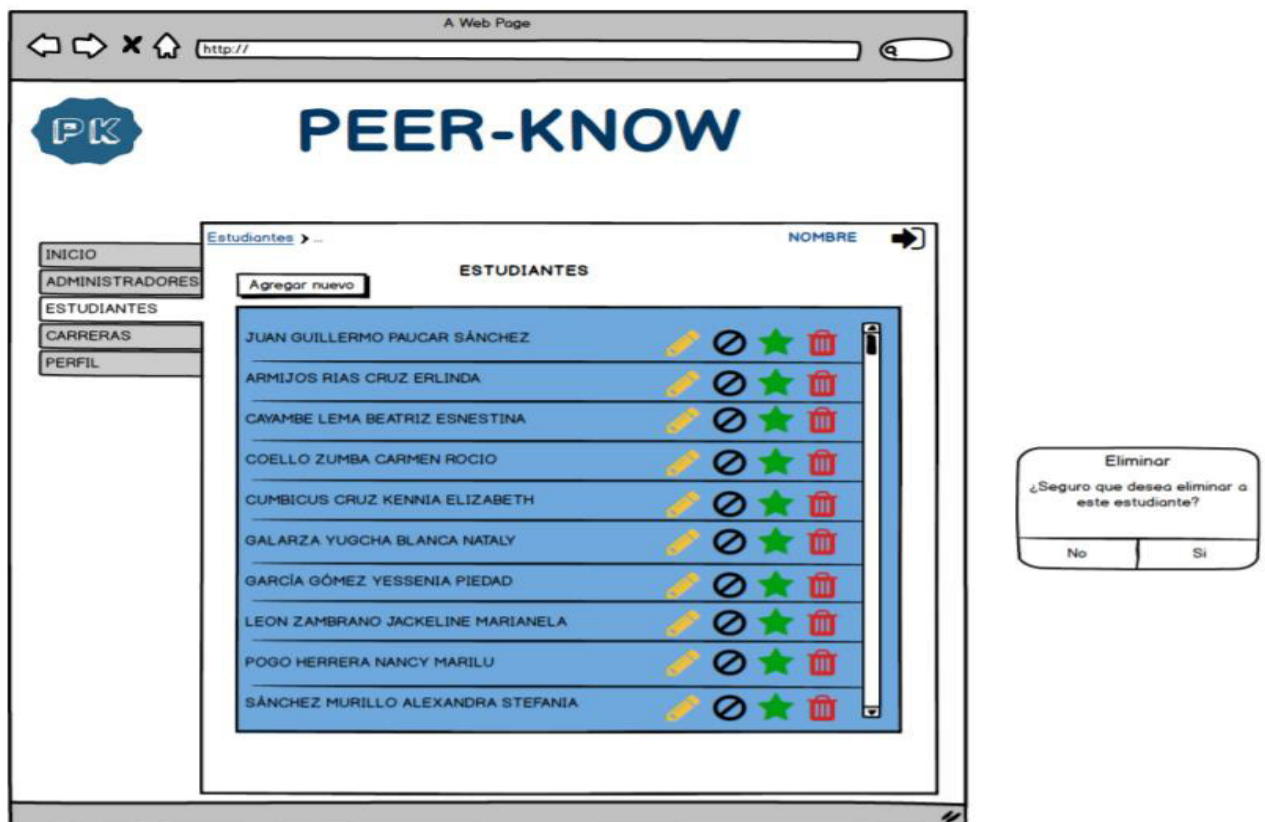 A Web Page
http://
PK
PEER-KNOW
Estudiantes > ...
NOMBRE
INICIO
ADMINISTRADORES
ESTUDIANTES
CARRERAS
PERFIL
ESTUDIANTES
Agregar nuevo
JUAN GUILLERMO PAUCAR SÁNCHEZ
ARMIJOS RIAS CRUZ ERLINDA
CAYAMBE LEMA BEATRIZ ESNESTINA
COELLO ZUMBA CARMEN ROCIO
CUMBICUS CRUZ KENNIA ELIZABETH
GALARZA YUGCHA BLANCA NATALY
GARCÍA GÓMEZ YESSENIA PIEDAD
LEON ZAMBRANO JACKELINE MARIANELA
POGO HERRERA NANCY MARILU
SÁNCHEZ MURILLO ALEXANDRA STEFANIA
Eliminar
¿Seguro que desea eliminar a
este estudiante?
No
Si